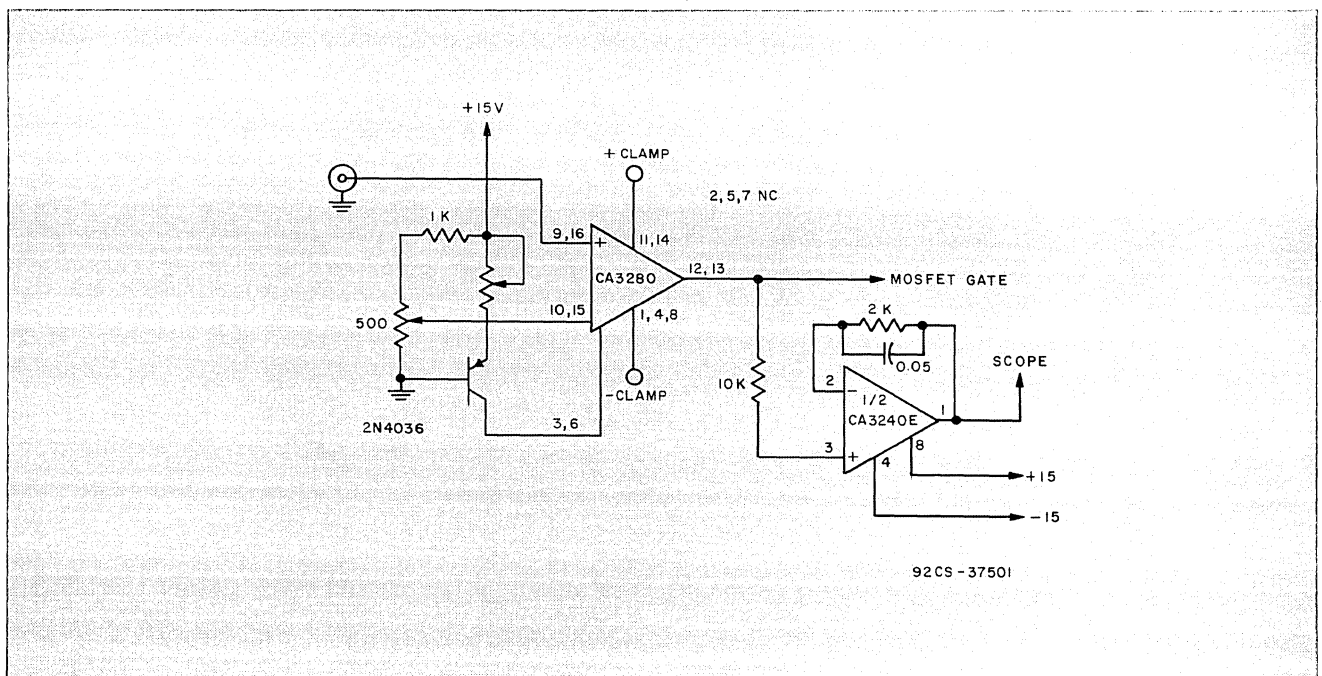 +15V
+ CLAMP
2,5,7 NC
1 K
9,16
+
11,14
CA3280
12,13
MOSFET GATE
500
10,15
1,4,8
2 K
0.05
SCOPE
- CLAMP
10K
2
-
1/2
1
CA3240E
2N4036
3,6
3
+
8
4
+15
-15
92CS-37501